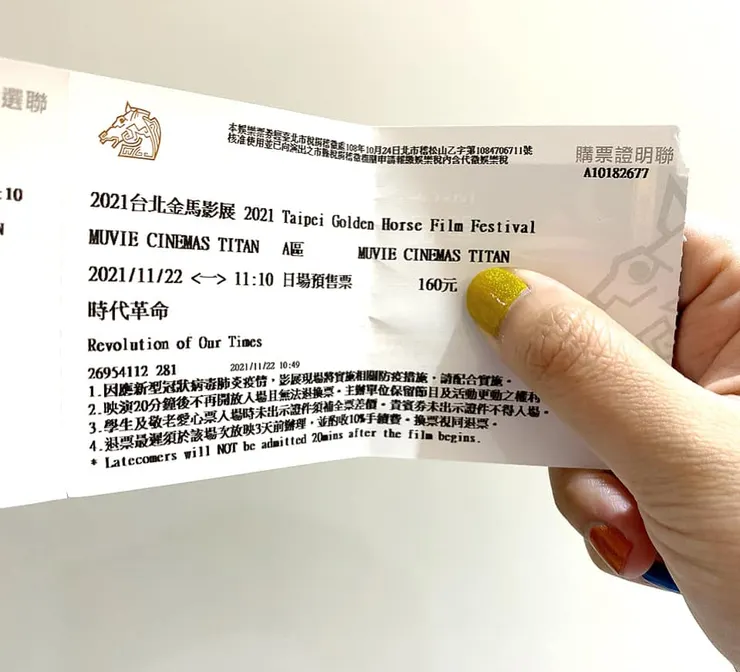 選聯
:10
N
本娛樂票券經臺北市稅捐稽徵處108年10月24日北市稽松山乙字第1084706711號
核准使用並已向演出之市縣稅捐稽徵機關申請報繳娛樂稅內含代徵娛樂稅
購票證明聯
A10182677
2021台北金馬影展 2021 Taipei Golden Horse Film Festival
MUVIE CINEMAS TITAN A區 MUVIE CINEMAS TITAN
2021/11/22 <--> 11:10 日場預售票 160元
時代革命
Revolution of Our Times
26954112 281 2021/11/22 10:49
1.因應新型冠狀病毒肺炎疫情,影展現場將實施相關防疫措施,請配合實施。
2.映演20分鐘後不再開放入場且無法退換票。主辦單位保留節目及活動更動之權利
3.學生及敬老愛心票入場時未出示證件須補全票差價。貴賓券未出示證件不得入場。
4.退票最遲須於該場次放映3天前辦理,並酌收10%手續費。換票視同退票。
* Latecomers will NOT be admitted 20mins after the film begins.